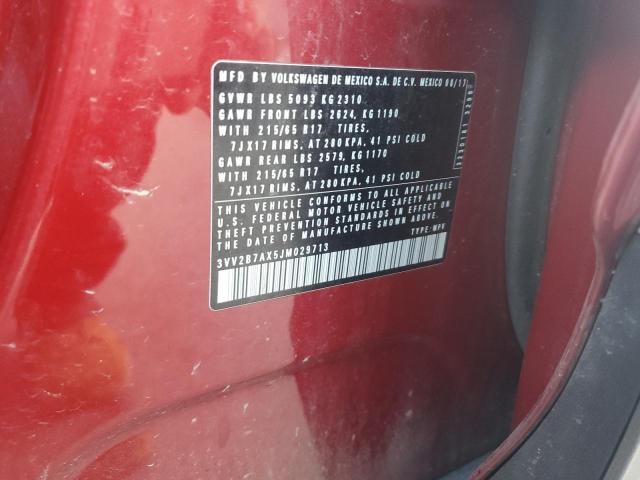 MFD BY VOLKSWAGEN DE MEXICO S.A. DE C.V. MEXICO 08/17
GVWR LBS 5093 KG 2310
GAWR FRONT LBS 2624, KG 1190
WITH 215/65 R17 TIRES,
7JX17 RIMS, AT 280 KPA, 41 PSI COLD
GAWR REAR LBS 2579, KG 1170
WITH 215/65 R17 TIRES,
7JX17 RIMS, AT 280 KPA, 41 PSI COLD
THIS VEHICLE CONFORMS TO ALL APPLICABLE
U.S. FEDERAL MOTOR VEHICLE SAFETY AND
THEFT PREVENTION STANDARDS IN EFFECT
ON THE DATE OF MANUFACTURE SHOWN ABOVE.
TYPE: MPV
3VV2B7AX5JM029713